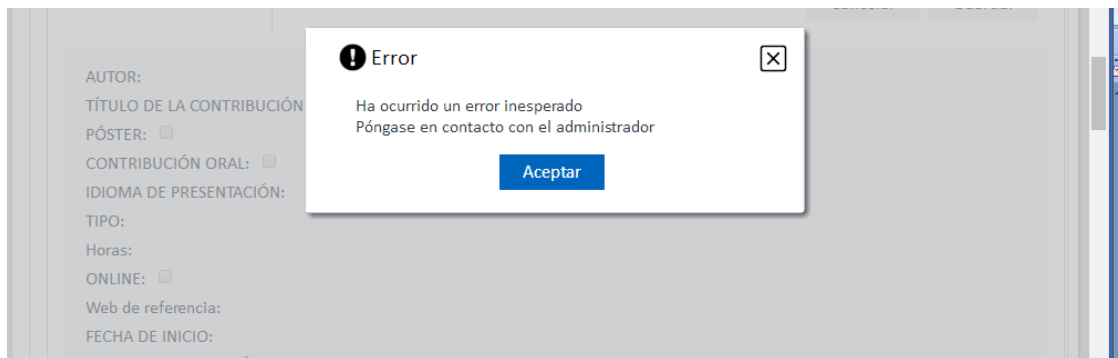 Error
Ha ocurrido un error inesperado
Póngase en contacto con el administrador
Aceptar
AUTOR:
TÍTULO DE LA CONTRIBUCIÓN
PÓSTER:
CONTRIBUCIÓN ORAL:
IDIOMA DE PRESENTACIÓN:
TIPO:
Horas:
ONLINE:
Web de referencia:
FECHA DE INICIO: